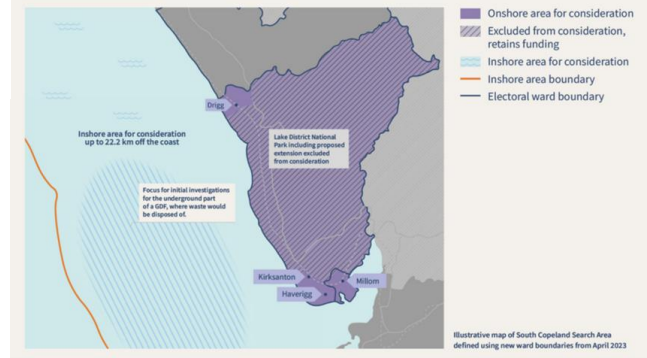 Onshore area for consideration
Excluded from consideration,
retains funding
Inshore area for consideration
Inshore area boundary
Electoral ward boundary
Drigg
Inshore area for consideration
up to 22.2 km off the coast
Lake District National
Park including proposed
extension excluded
from consideration
Focus for initial investigations
for the underground part
of a GDF, where waste would
be disposed of.
Kirksanton
Millom
Haverigg
Illustrative map of South Copeland Search Area
defined using new ward boundaries from April 2023